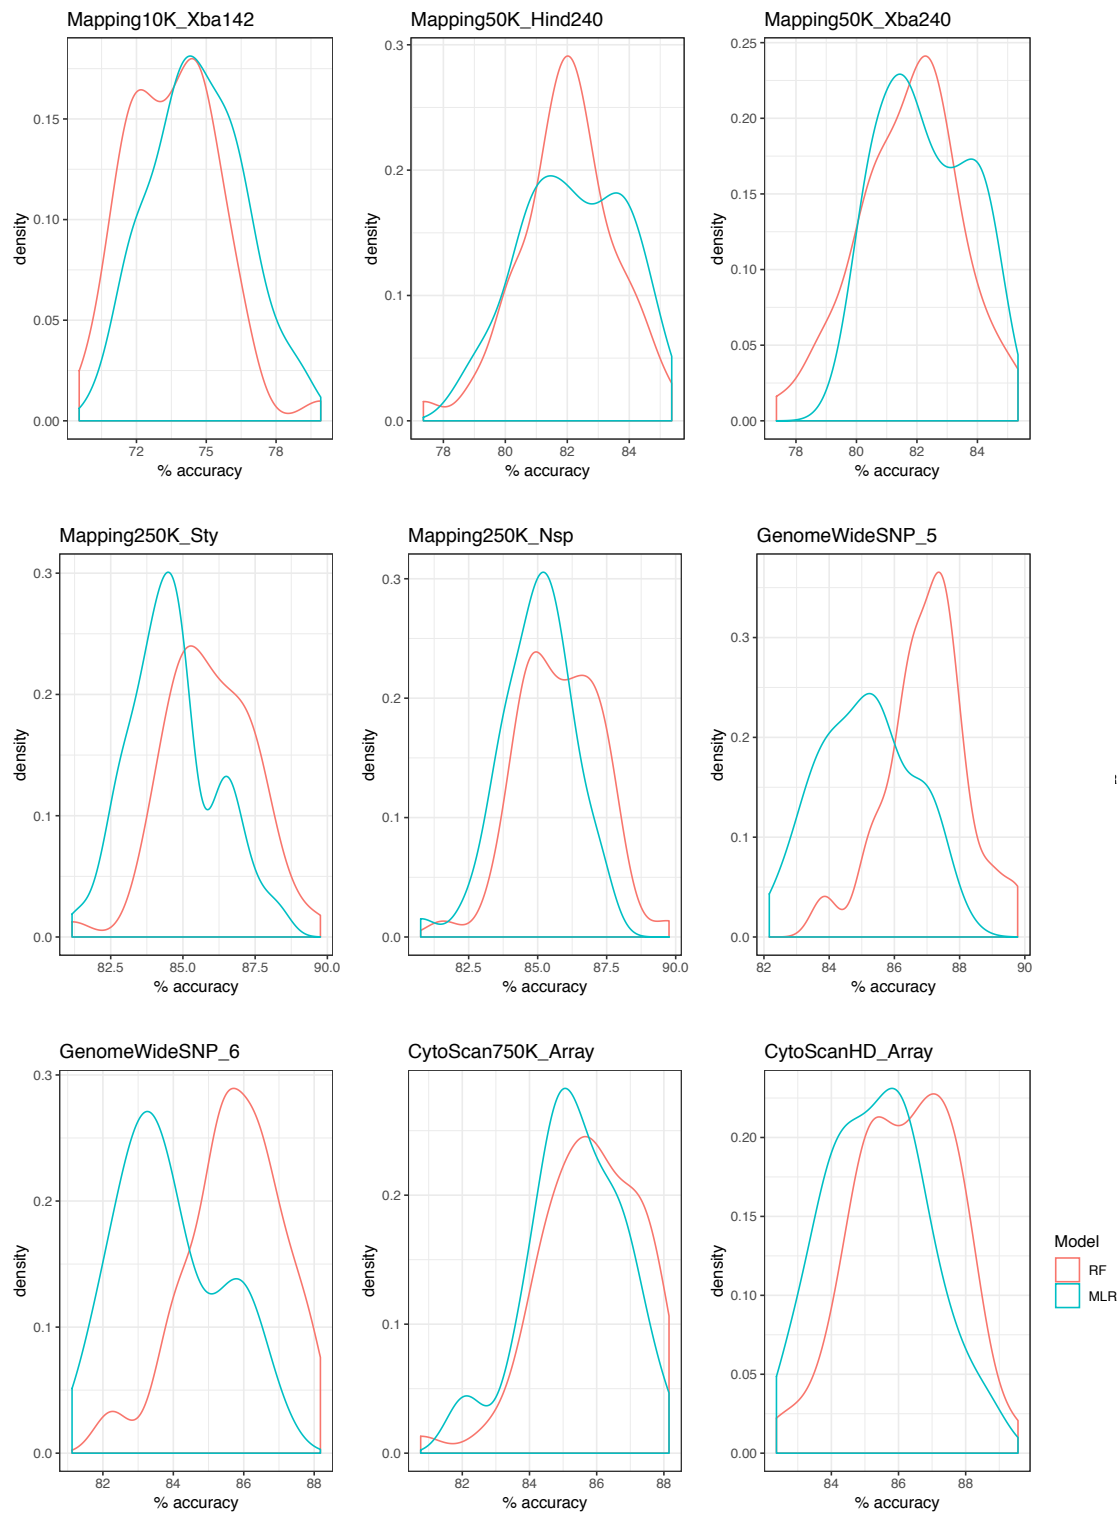 Mapping10K_Xba142
Mapping50K_Hind240
Mapping50K_Xba240
density
0.15
0.10
0.05
0.00
72 75 78
% accuracy
density
0.3
0.2
0.1
0.0
78 80 82 84
% accuracy
density
0.25
0.20
0.15
0.10
0.05
0.00
78 80 82 84
% accuracy
Mapping250K_Sty
Mapping250K_Nsp
GenomeWideSNP_5
density
0.3
0.2
0.1
0.0
82.5 85.0 87.5 90.0
% accuracy
density
0.3
0.2
0.1
0.0
82.5 85.0 87.5 90.0
% accuracy
density
0.3
0.2
0.1
0.0
82 84 86 88 90
% accuracy
GenomeWideSNP_6
CytoScan750K_Array
CytoScanHD_Array
density
0.3
0.2
0.1
0.0
82 84 86 88
% accuracy
density
0.2
0.1
0.0
82 84 86 88
% accuracy
density
0.20
0.15
0.10
0.05
0.00
84 86 88
% accuracy
Model
RF
MLR